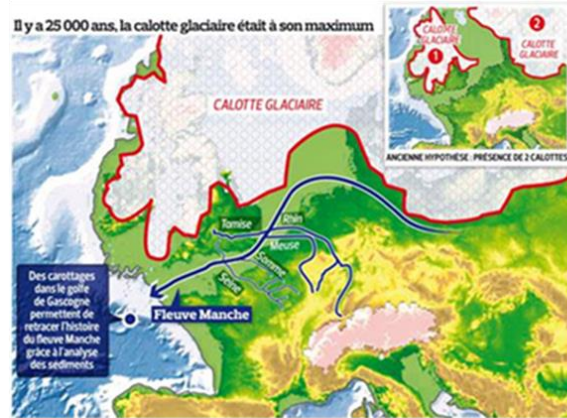 Il y a 25 000 ans, la calotte glaciaire était à son maximum
CALOTTE
GLACIAIRE
1
2
CALOTTE
GLACIAIRE
ANCIENNE HYPOTHÈSE : PRÉSENCE DE 2 CALOTTES
CALOTTE GLACIAIRE
Tamise
Rhin
Meuse
Somme
Seine
Fleuve Manche
Des carottages
dans le golfe
de Gascogne
permettent de
retracer l'histoire
du fleuve Manche
grâce à l'analyse
des sédiments